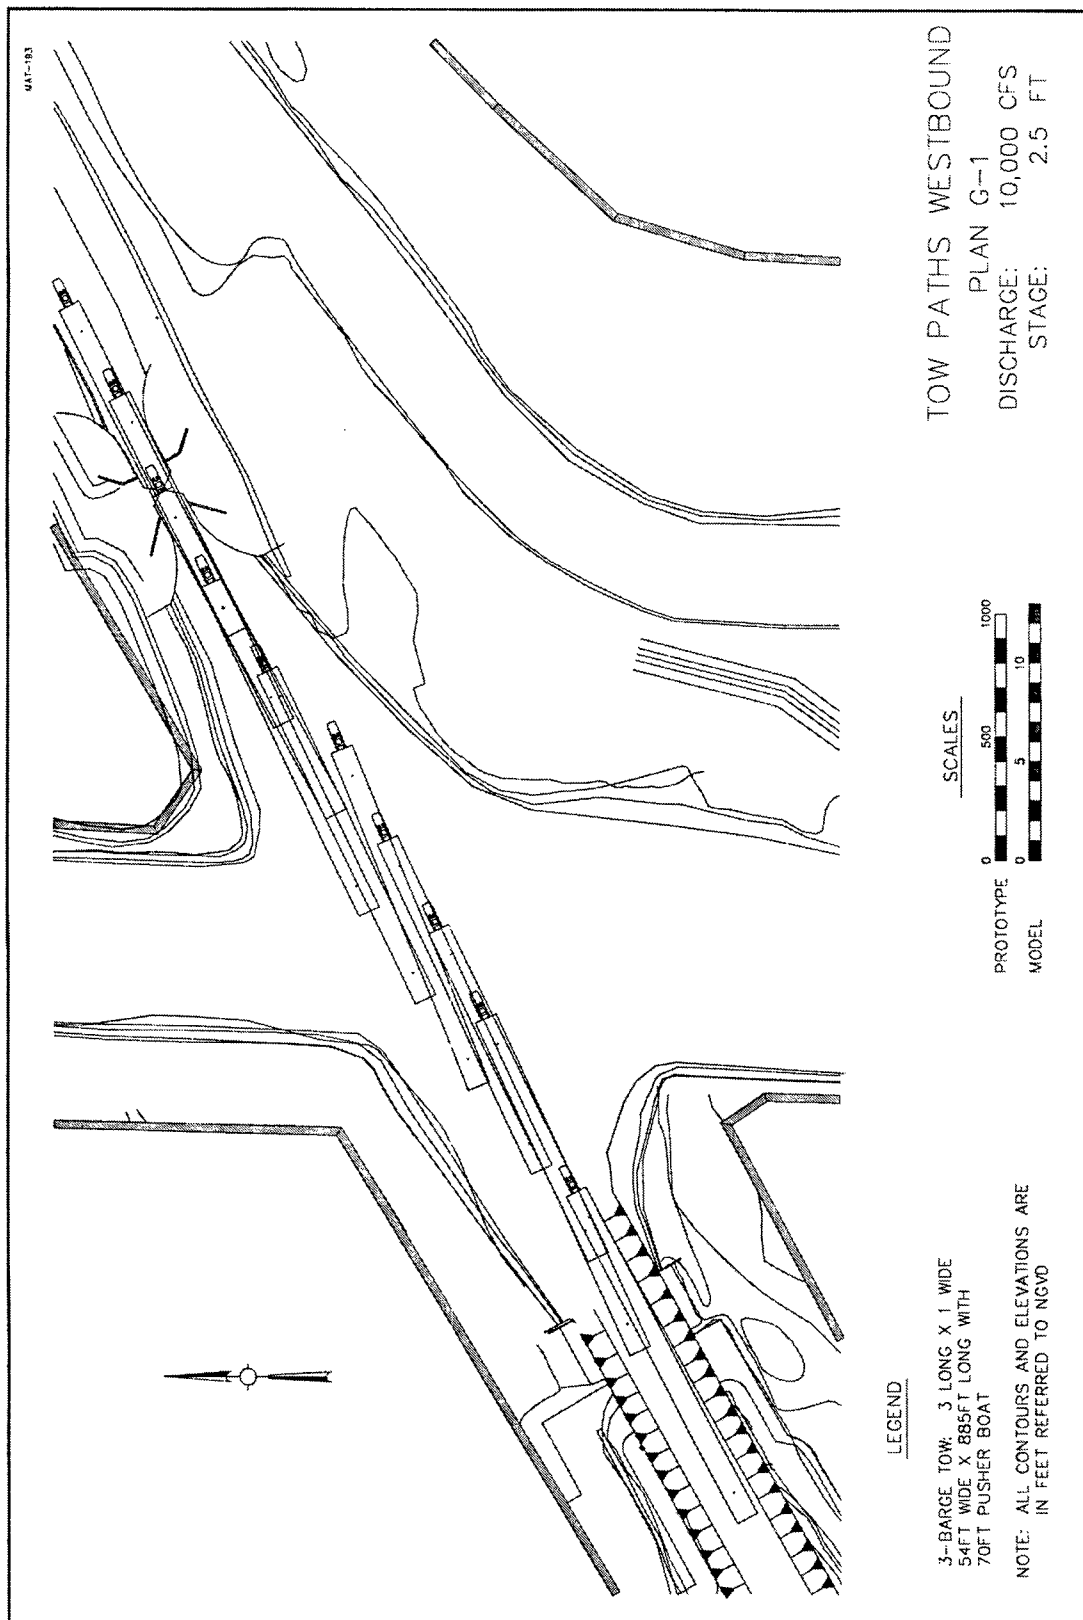 MAT-193
TOW PATHS WESTBOUND
PLAN G-1
DISCHARGE: 10,000 CFS
STAGE: 2.5 FT
SCALES
PROTOTYPE 0 500 1000
MODEL 0 5 10
LEGEND
3-BARGE TOW: 3 LONG X 1 WIDE
54FT WIDE X 885FT LONG WITH
70FT PUSHER BOAT
NOTE: ALL CONTOURS AND ELEVATIONS ARE
IN FEET REFERRED TO NGVD